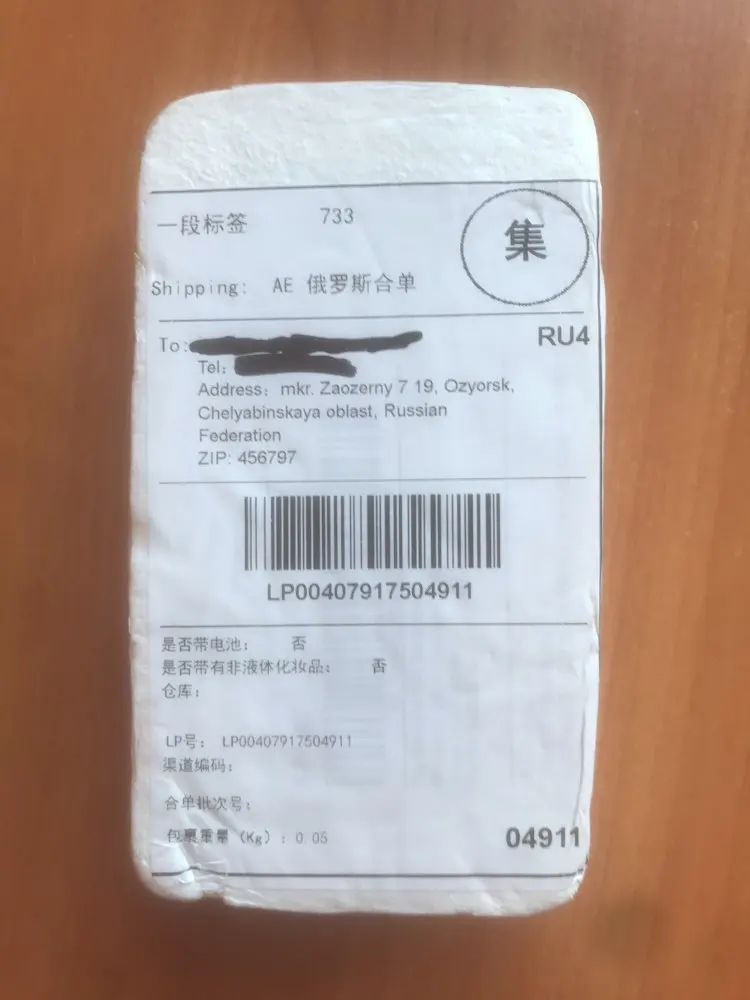 一段标签 733
集
Shipping: AE 俄罗斯合单
To:
RU4
Tel:
Address: mkr. Zaozerny 7 19, Ozyorsk,
Chelyabinskaya oblast, Russian
Federation
ZIP: 456797
LP00407917504911
是否带电池： 否
是否带有非液体化妆品： 否
仓库：
LP号： LP00407917504911
渠道编码：
合单批次号：
包裹重量（Kg）：0.05
04911